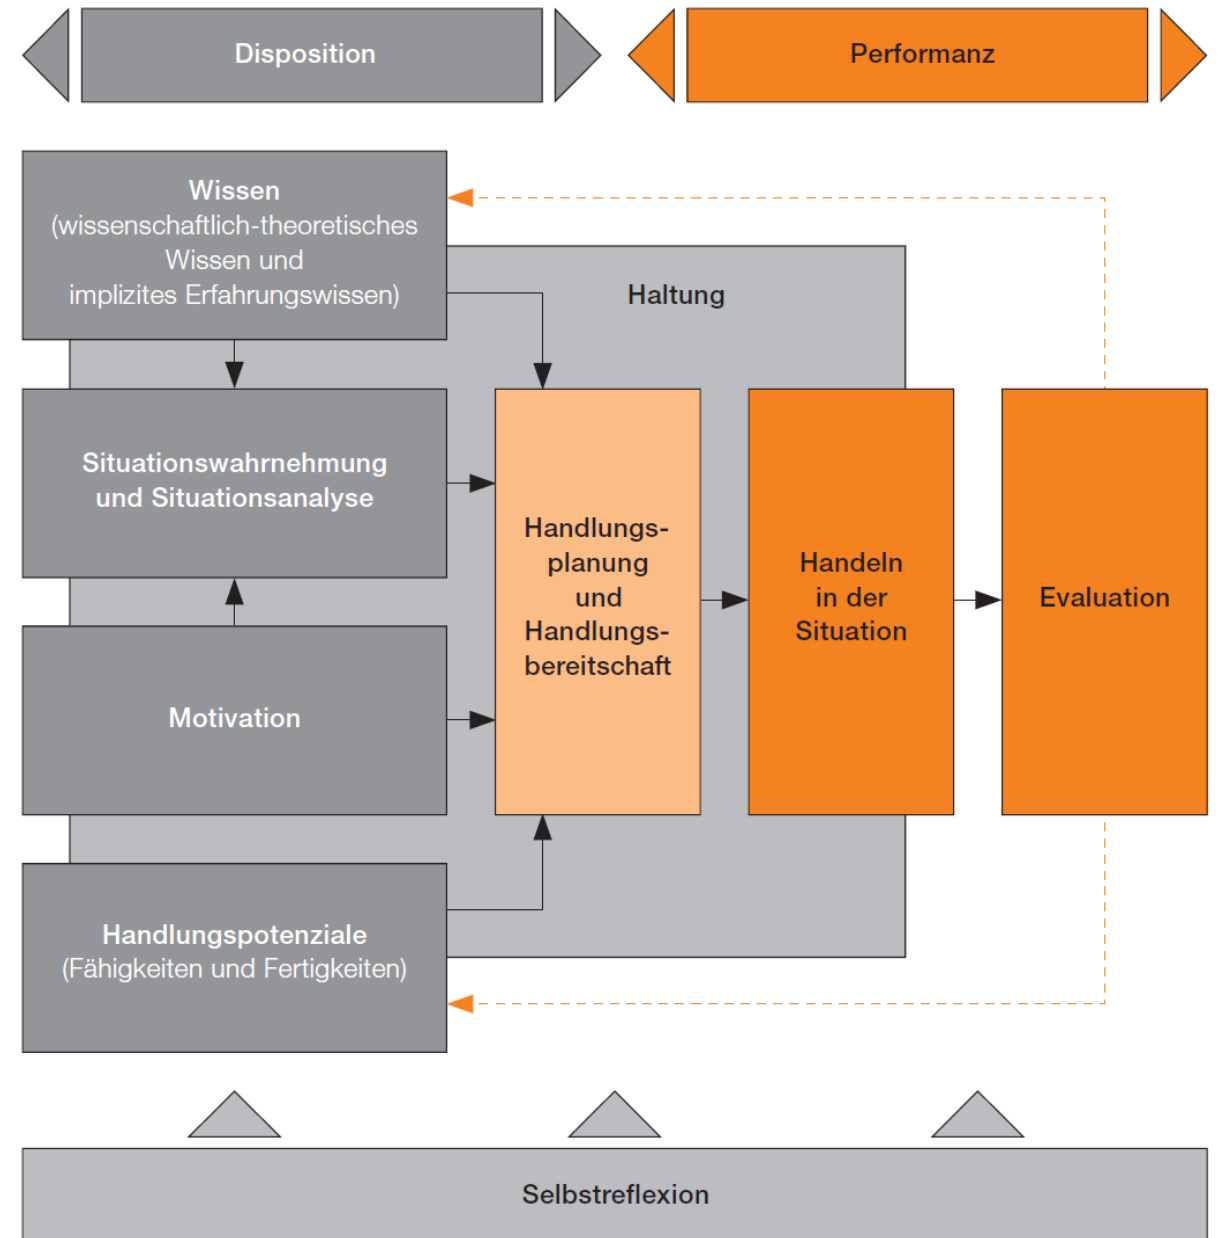 Disposition
Performanz
Wissen
(wissenschaftlich-theoretisches
Wissen und
implizites Erfahrungswissen)
Haltung
Situationswahrnehmung
und Situationsanalyse
Handlungs-
planung
und
Handlungs-
bereitschaft
Handeln
in der
Situation
Evaluation
Motivation
Handlungspotenziale
(Fähigkeiten und Fertigkeiten)
Selbstreflexion